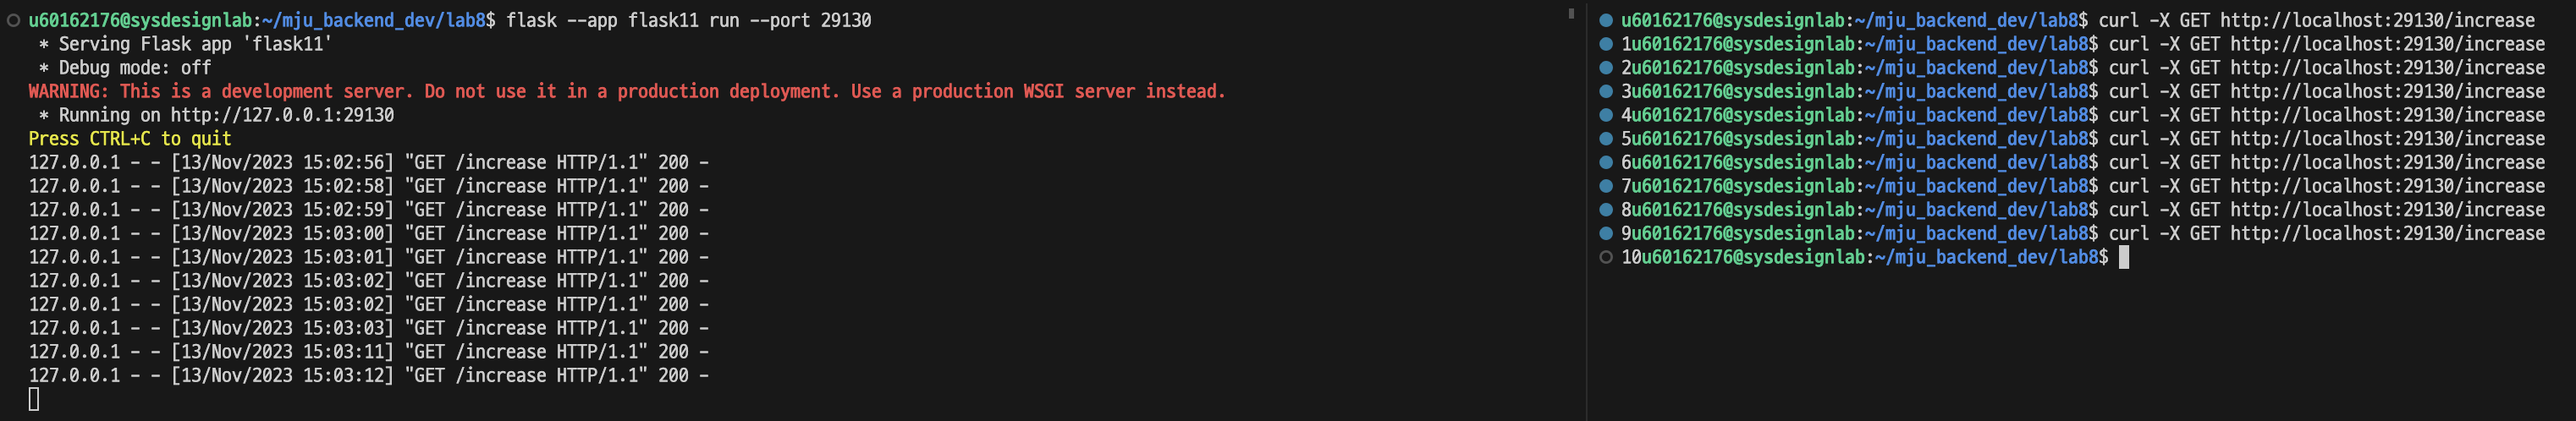 u60162176@sysdesignlab:~/mju_backend_dev/lab8$ flask --app flask11 run --port 29130
 * Serving Flask app 'flask11'
 * Debug mode: off
WARNING: This is a development server. Do not use it in a production deployment. Use a production WSGI server instead.
 * Running on http://127.0.0.1:29130
Press CTRL+C to quit
127.0.0.1 - - [13/Nov/2023 15:02:56] "GET /increase HTTP/1.1" 200 -
127.0.0.1 - - [13/Nov/2023 15:02:58] "GET /increase HTTP/1.1" 200 -
127.0.0.1 - - [13/Nov/2023 15:02:59] "GET /increase HTTP/1.1" 200 -
127.0.0.1 - - [13/Nov/2023 15:03:00] "GET /increase HTTP/1.1" 200 -
127.0.0.1 - - [13/Nov/2023 15:03:01] "GET /increase HTTP/1.1" 200 -
127.0.0.1 - - [13/Nov/2023 15:03:02] "GET /increase HTTP/1.1" 200 -
127.0.0.1 - - [13/Nov/2023 15:03:02] "GET /increase HTTP/1.1" 200 -
127.0.0.1 - - [13/Nov/2023 15:03:03] "GET /increase HTTP/1.1" 200 -
127.0.0.1 - - [13/Nov/2023 15:03:11] "GET /increase HTTP/1.1" 200 -
127.0.0.1 - - [13/Nov/2023 15:03:12] "GET /increase HTTP/1.1" 200 -
u60162176@sysdesignlab:~/mju_backend_dev/lab8$ curl -X GET http://localhost:29130/increase
1u60162176@sysdesignlab:~/mju_backend_dev/lab8$ curl -X GET http://localhost:29130/increase
2u60162176@sysdesignlab:~/mju_backend_dev/lab8$ curl -X GET http://localhost:29130/increase
3u60162176@sysdesignlab:~/mju_backend_dev/lab8$ curl -X GET http://localhost:29130/increase
4u60162176@sysdesignlab:~/mju_backend_dev/lab8$ curl -X GET http://localhost:29130/increase
5u60162176@sysdesignlab:~/mju_backend_dev/lab8$ curl -X GET http://localhost:29130/increase
6u60162176@sysdesignlab:~/mju_backend_dev/lab8$ curl -X GET http://localhost:29130/increase
7u60162176@sysdesignlab:~/mju_backend_dev/lab8$ curl -X GET http://localhost:29130/increase
8u60162176@sysdesignlab:~/mju_backend_dev/lab8$ curl -X GET http://localhost:29130/increase
9u60162176@sysdesignlab:~/mju_backend_dev/lab8$ curl -X GET http://localhost:29130/increase
10u60162176@sysdesignlab:~/mju_backend_dev/lab8$